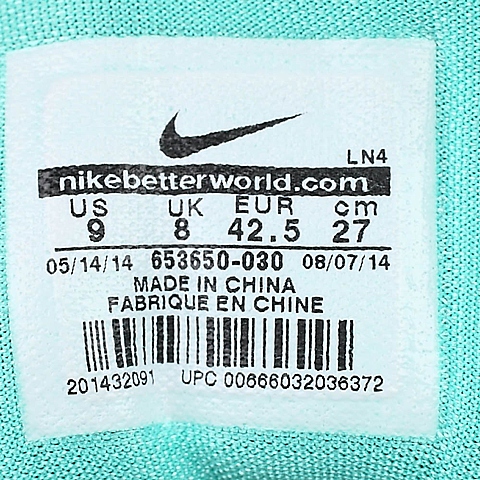 LN4
nikebetterworld.com
US UK EUR cm
9 8 42.5 27
05/14/14 653650-030 08/07/14
MADE IN CHINA
FABRIQUE EN CHINE
201432091 UPC 00666032036372